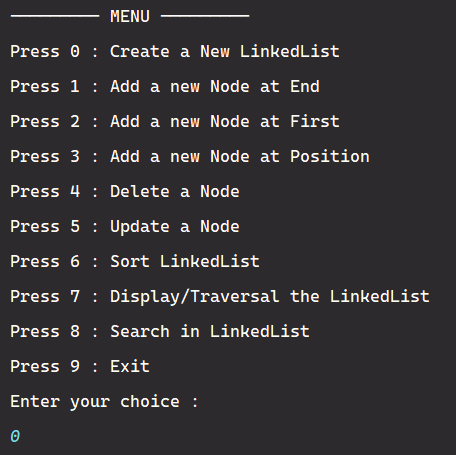 ───────── MENU ─────────
Press 0 : Create a New LinkedList
Press 1 : Add a new Node at End
Press 2 : Add a new Node at First
Press 3 : Add a new Node at Position
Press 4 : Delete a Node
Press 5 : Update a Node
Press 6 : Sort LinkedList
Press 7 : Display/Traversal the LinkedList
Press 8 : Search in LinkedList
Press 9 : Exit
Enter your choice :
0